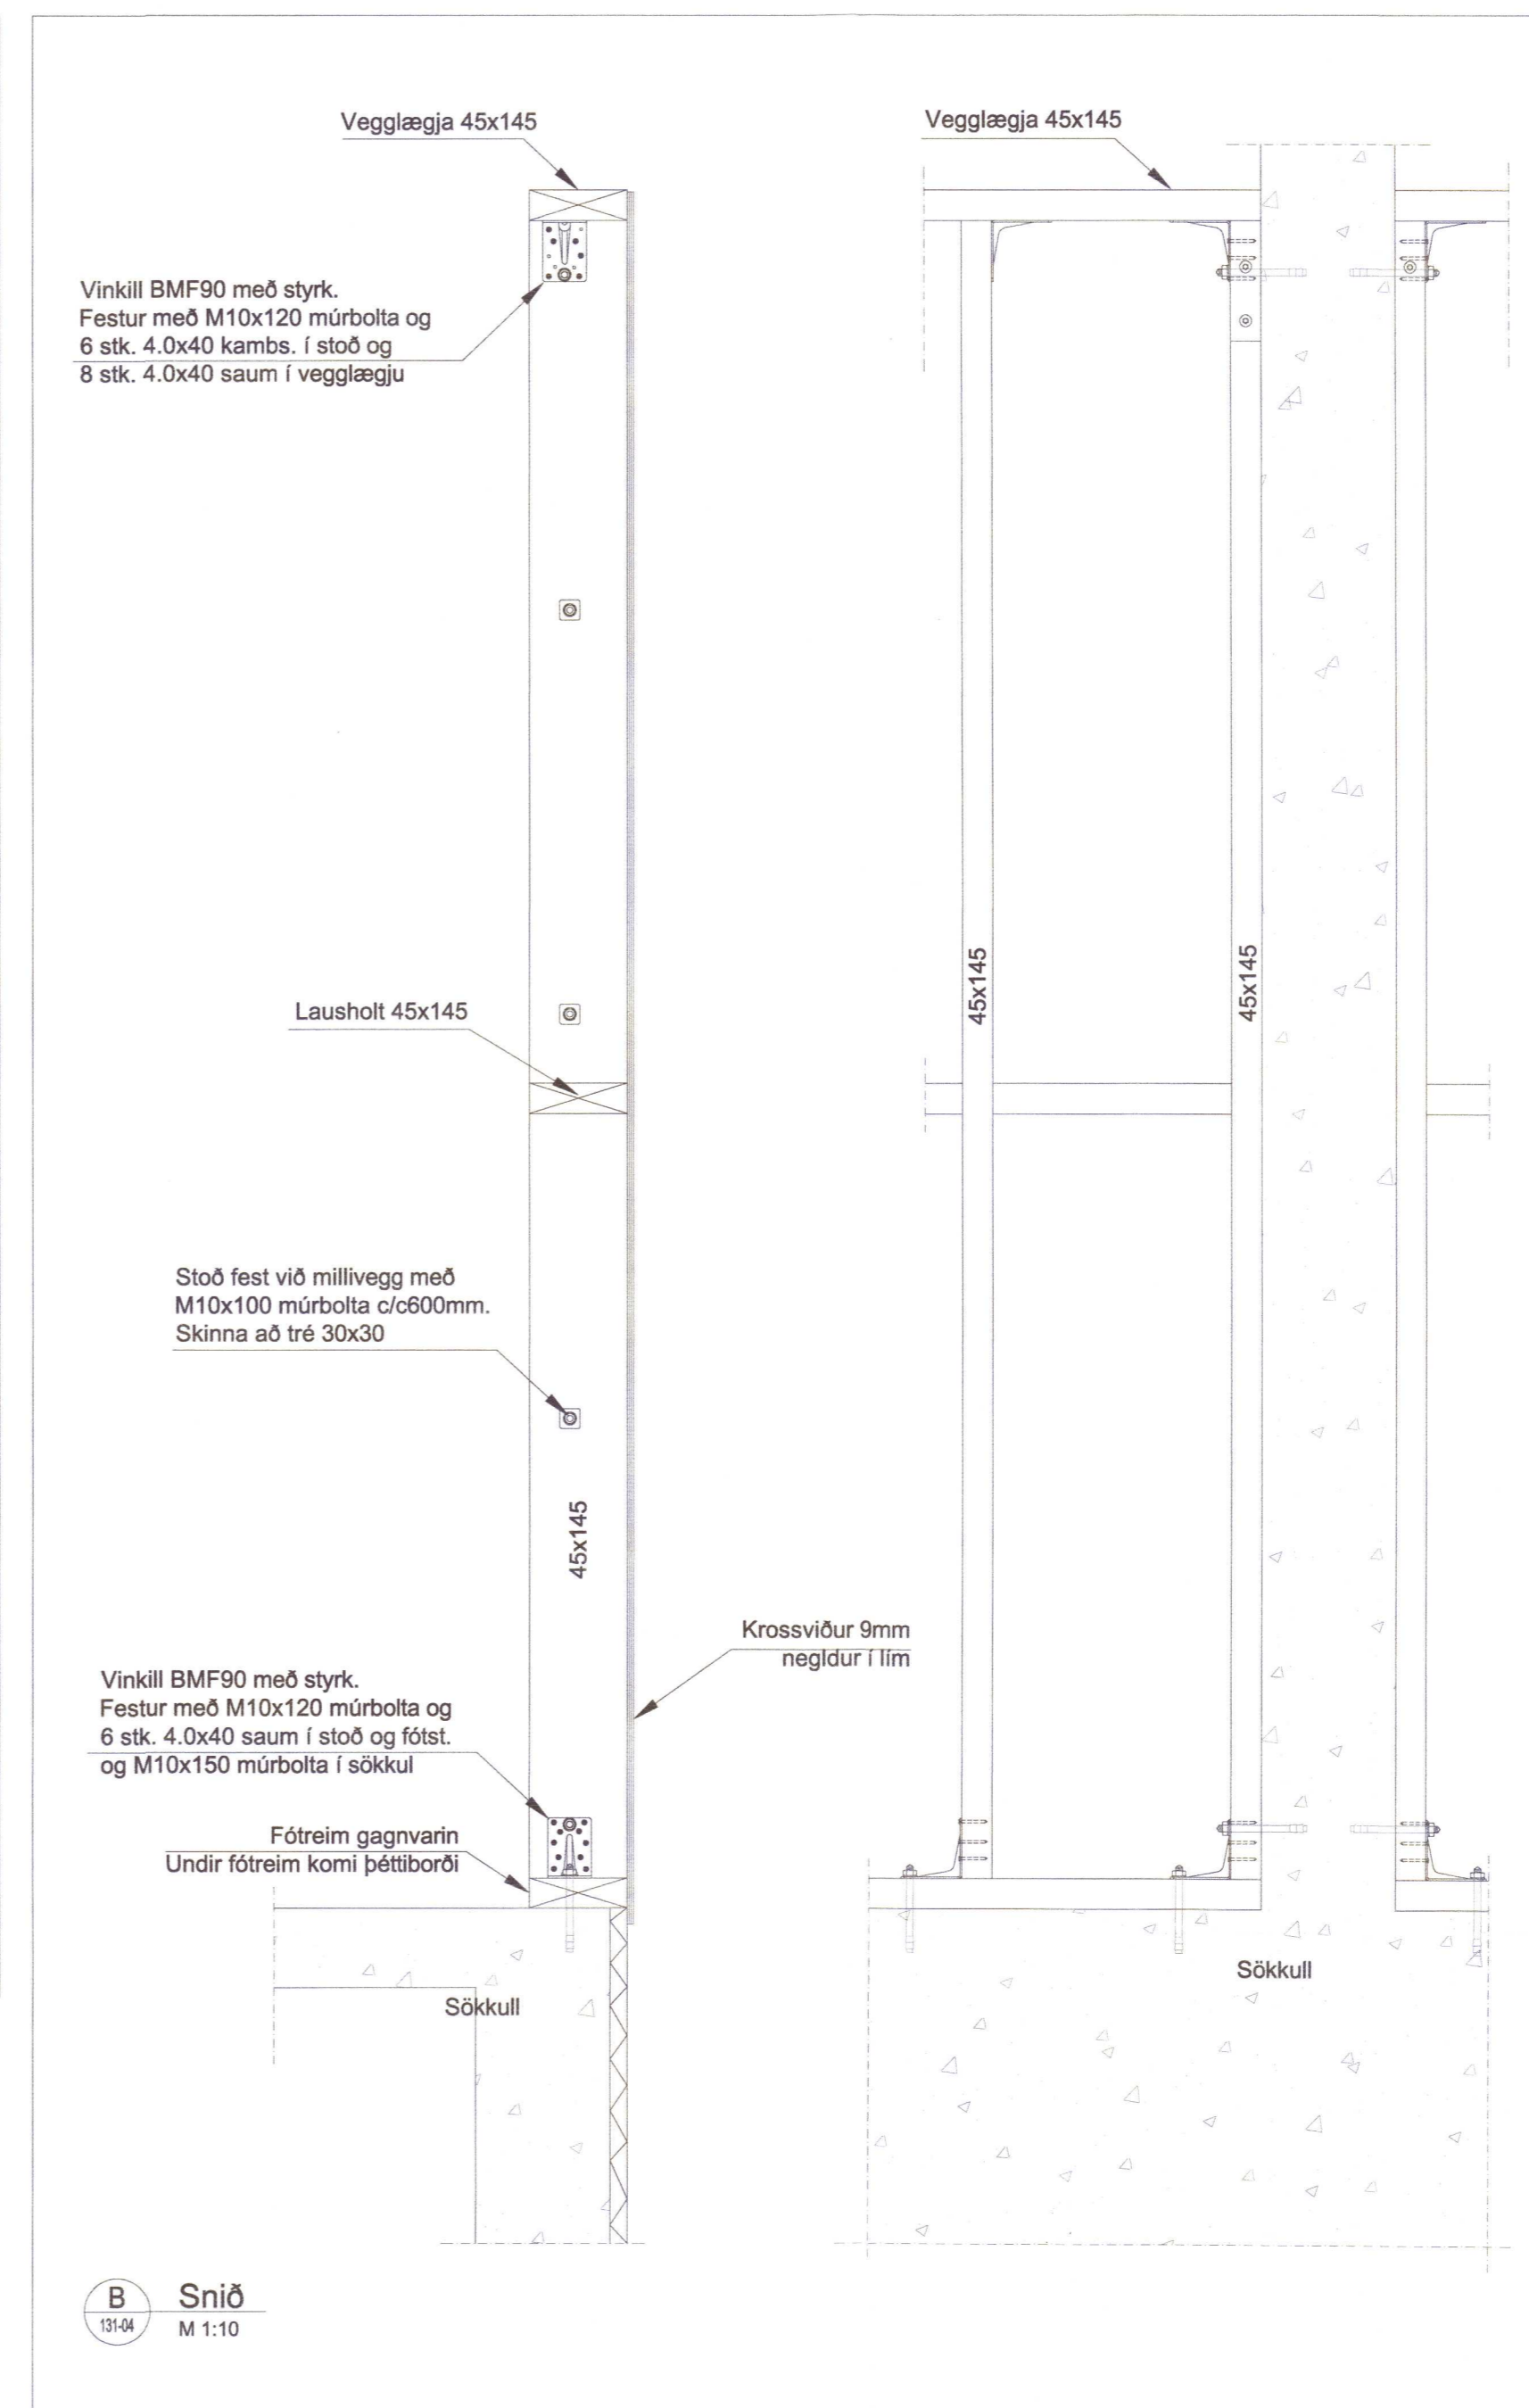 Vegglægja 45x145
Vegglægja 45x145
Vinkill BMF90 með styrk.
Festur með M10x120 múrbolta og
6 stk. 4.0x40 kambs. í stoð og
8 stk. 4.0x40 saum í vegglægju
45x145
45x145
Lausholt 45x145
Stoð fest við millivegg með
M10x100 múrbolta c/c600mm.
Skinna að tré 30x30
45x145
Krossviður 9mm
negldur í lím
Vinkill BMF90 með styrk.
Festur með M10x120 múrbolta og
6 stk. 4.0x40 saum í stoð og fótst.
og M10x150 múrbolta í sökkul
Fótreim gagnvarin
Undir fótreim komi þéttiborði
Sökkull
Sökkull
B
131-04
Snið
M 1:10